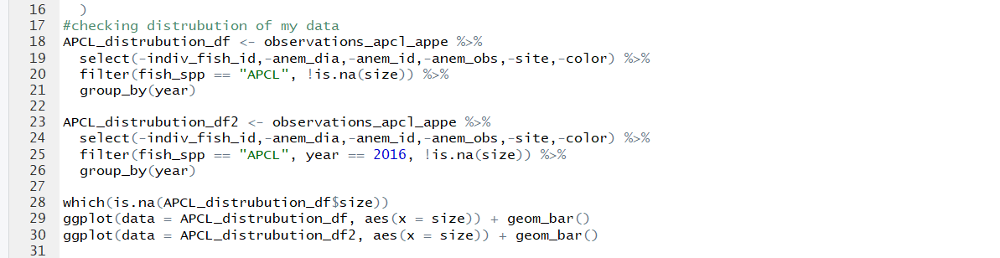 16 )
17 #checking distrubution of my data
18 APCL_distrubution_df <- observations_apcl_appe %>%
19 select(-indiv_fish_id,-anem_dia,-anem_id,-anem_obs,-site,-color) %>%
20 filter(fish_spp == "APCL", !is.na(size)) %>%
21 group_by(year)
22
23 APCL_distrubution_df2 <- observations_apcl_appe %>%
24 select(-indiv_fish_id,-anem_dia,-anem_id,-anem_obs,-site,-color) %>%
25 filter(fish_spp == "APCL", year == 2016, !is.na(size)) %>%
26 group_by(year)
27
28 which(is.na(APCL_distrubution_df$size))
29 ggplot(data = APCL_distrubution_df, aes(x = size)) + geom_bar()
30 ggplot(data = APCL_distrubution_df2, aes(x = size)) + geom_bar()
31